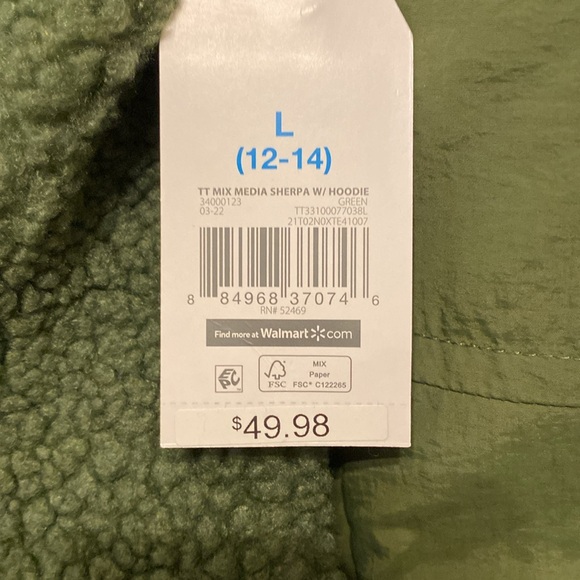 L
(12-14)
TT MIX MEDIA SHERPA W/ HOODIE
34000123 GREEN
03-22 TT33100077038L
21T02N0XTE41007
8 84968 37074 6
RN# 52469
Find more at Walmart.com
EPC
FSC
MIX
Paper
FSC® C122265
$49.98